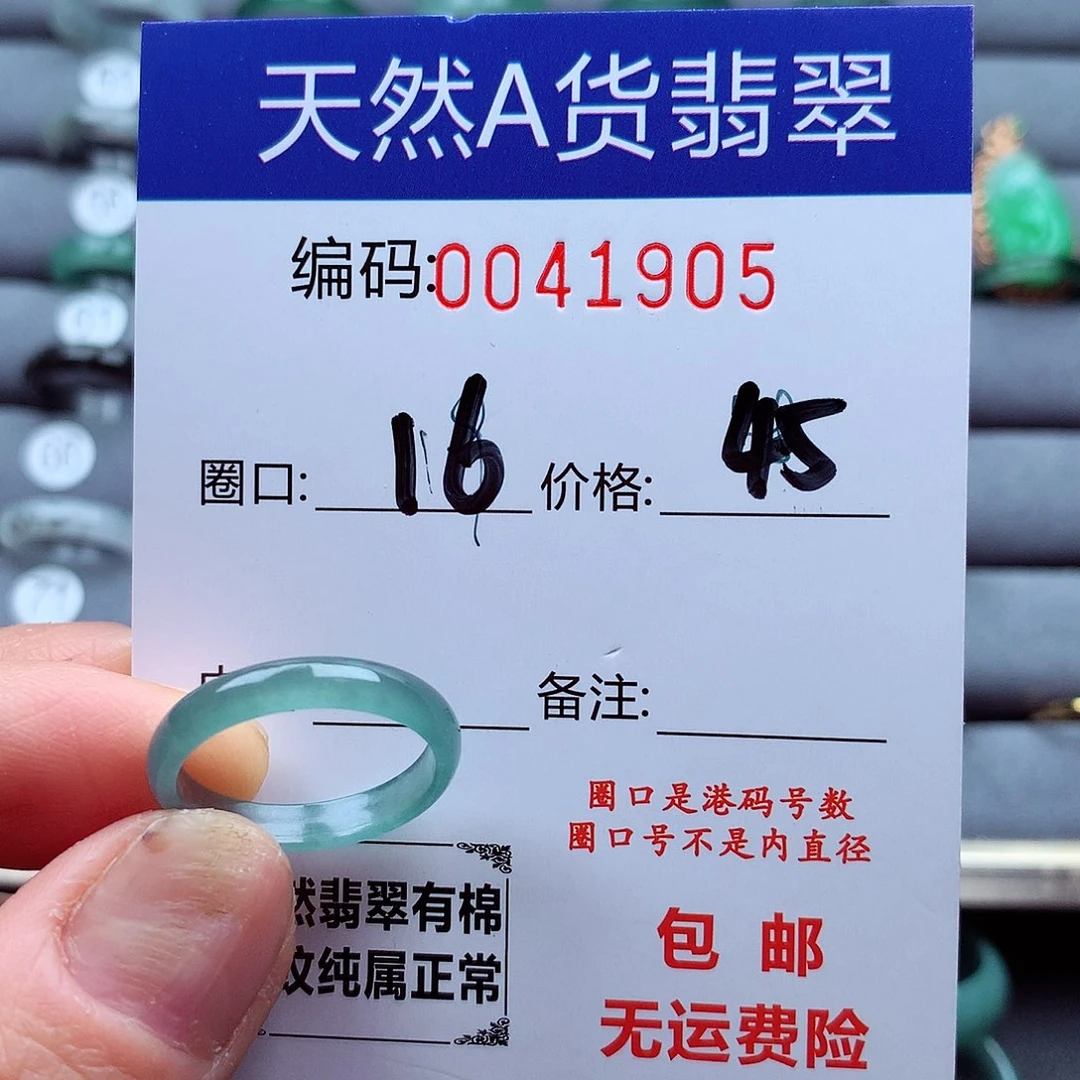 天然A货翡翠
编码:0041905
圈口: 16 价格: 45
备注:
圈口是港码号数
圈口号不是内直径
然翡翠有棉
纹纯属正常
包邮
无运费险